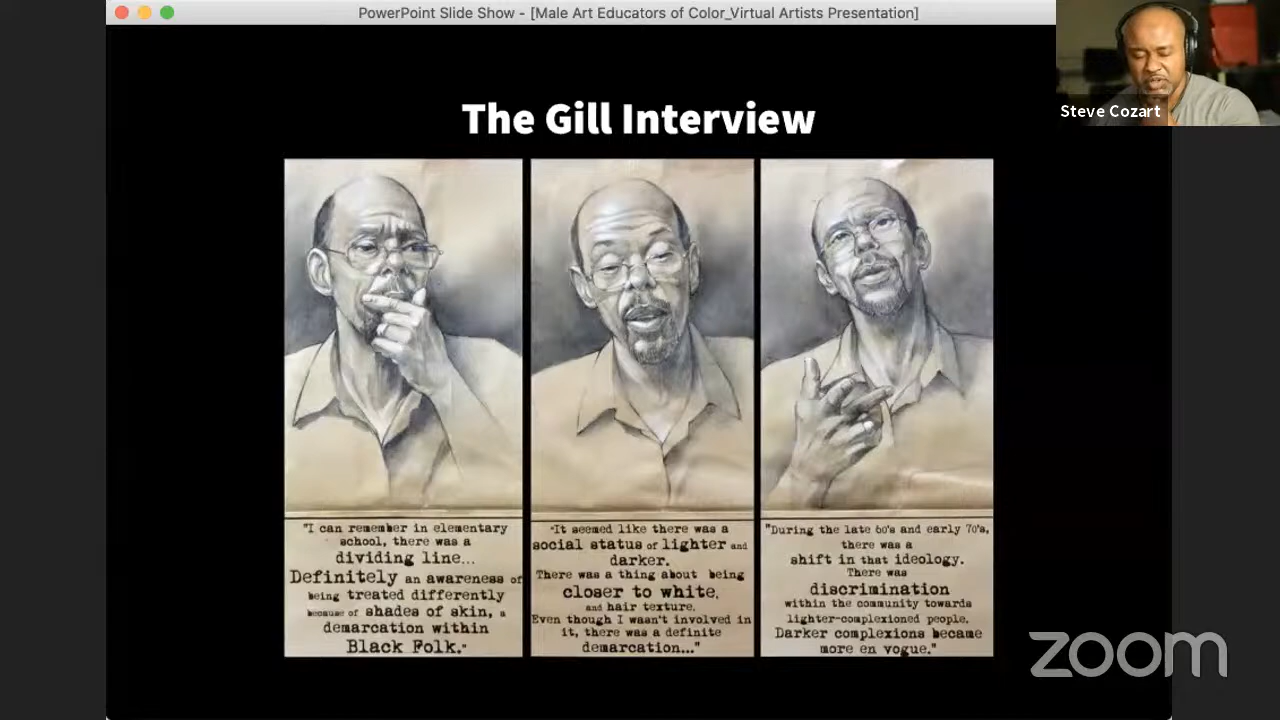 PowerPoint Slide Show - [Male Art Educators of Color_Virtual Artists Presentation]
Steve Cozart
The Gill Interview
"I can remember in elementary
school, there was a
dividing line...
Definitely an awareness of
being treated differently
because of shades of skin, a
demarcation within
Black Folk."
"It seemed like there was a
social status of lighter and
darker.
There was a thing about being
closer to white,
and hair texture.
Even though I wasn't involved in
it, there was a definite
demarcation..."
"During the late 60's and early 70's,
there was a
shift in that ideology.
There was
discrimination
within the community towards
lighter-complexioned people.
Darker complexions became
more en vogue."
zoom